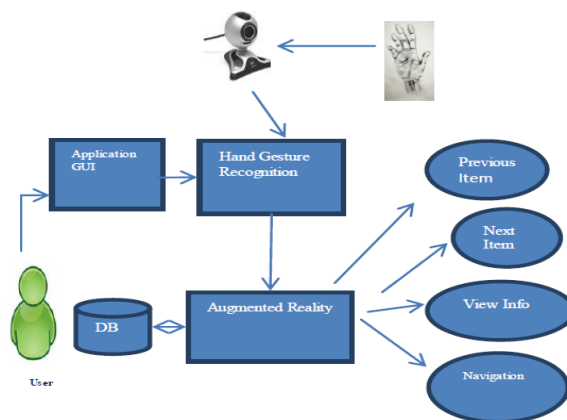 Application
GUI
Hand Gesture
Recognition
Previous
Item
Next
Item
DB
Augmented Reality
View Info
Navigation
User